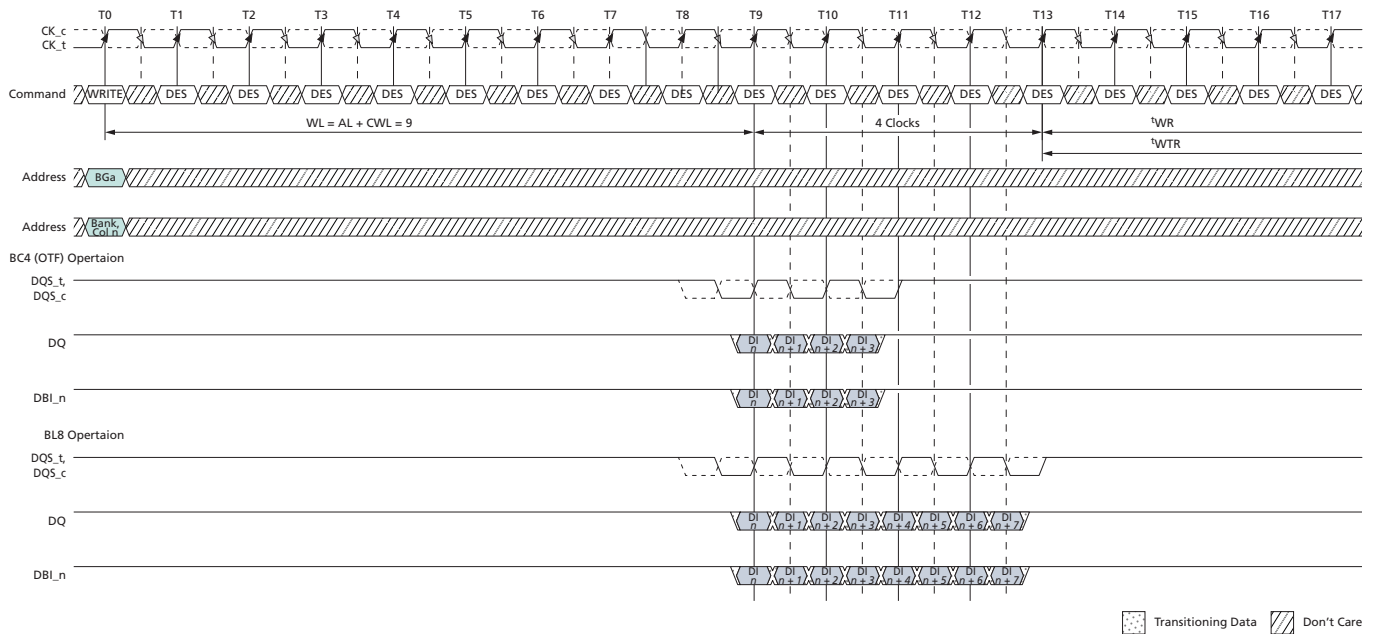 T0 T1 T2 T3 T4 T5 T6 T7 T8 T9 T10 T11 T12 T13 T14 T15 T16 T17
CK_c
CK_t
Command WRITE DES DES DES DES DES DES DES DES DES DES DES DES DES DES DES DES DES
WL = AL + CWL = 9 4 Clocks tWR
tWTR
Address BGa
Address Bank, Col n
BC4 (OTF) Opertaion
DQS_t,
DQS_c
DQ DI n DI n + 1 DI n + 2 DI n + 3
DBI_n DI n DI n + 1 DI n + 2 DI n + 3
BL8 Opertaion
DQS_t,
DQS_c
DQ DI n DI n + 1 DI n + 2 DI n + 3 DI n + 4 DI n + 5 DI n + 6 DI n + 7
DBI_n DI n DI n + 1 DI n + 2 DI n + 3 DI n + 4 DI n + 5 DI n + 6 DI n + 7
Transitioning Data Don't Care